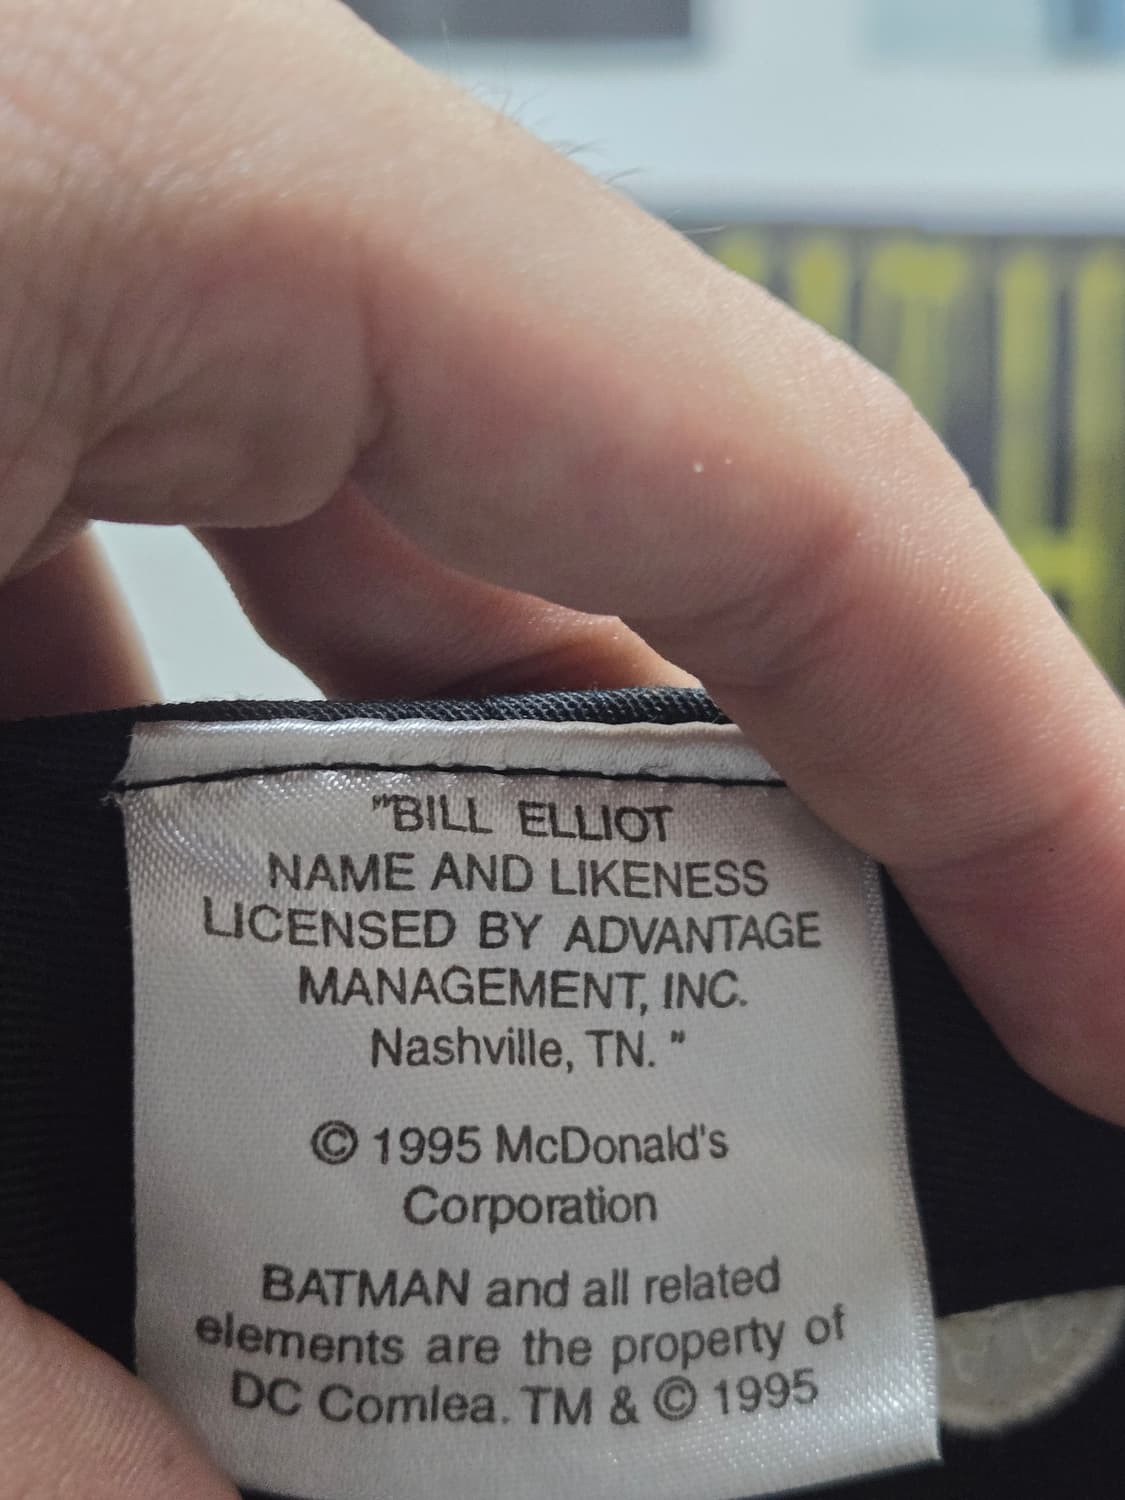 "BILL ELLIOT
NAME AND LIKENESS
LICENSED BY ADVANTAGE
MANAGEMENT, INC.
Nashville, TN. "
© 1995 McDonald's
Corporation
BATMAN and all related
elements are the property of
DC Comlea. TM & © 1995